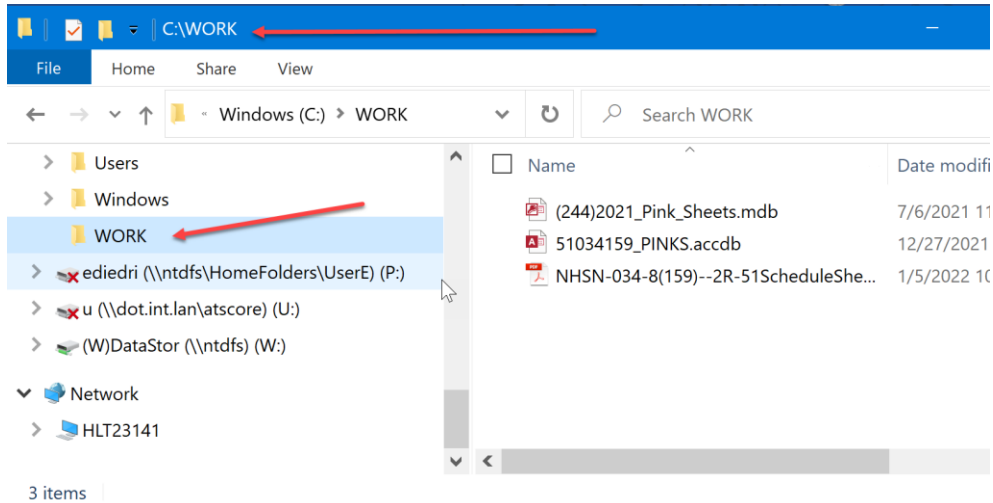 C:\WORK
File Home Share View
« Windows (C:) > WORK
Search WORK
Users
Windows
WORK
ediedri (\\ntdfs\HomeFolders\UserE) (P:)
u (\\dot.int.lan\atscore) (U:)
(W)DataStor (\\ntdfs) (W:)
Network
HLT23141
Name Date modifi
(244)2021_Pink_Sheets.mdb 7/6/2021 11
51034159_PINKS.accdb 12/27/2021
NHSN-034-8(159)--2R-51ScheduleShe... 1/5/2022 10
3 items